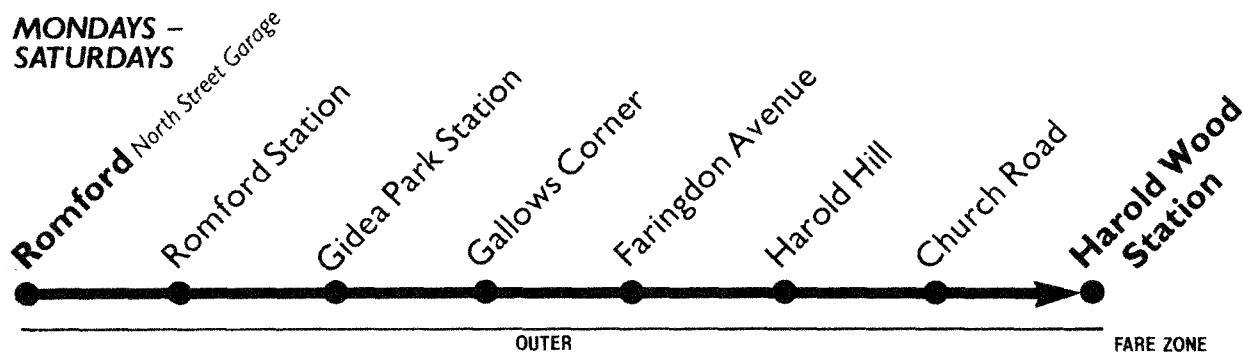 MONDAYS –
SATURDAYS
Romford North Street Garage
Romford Station
Gidea Park Station
Gallows Corner
Faringdon Avenue
Harold Hill
Church Road
Harold Wood
Station
OUTER
FARE ZONE